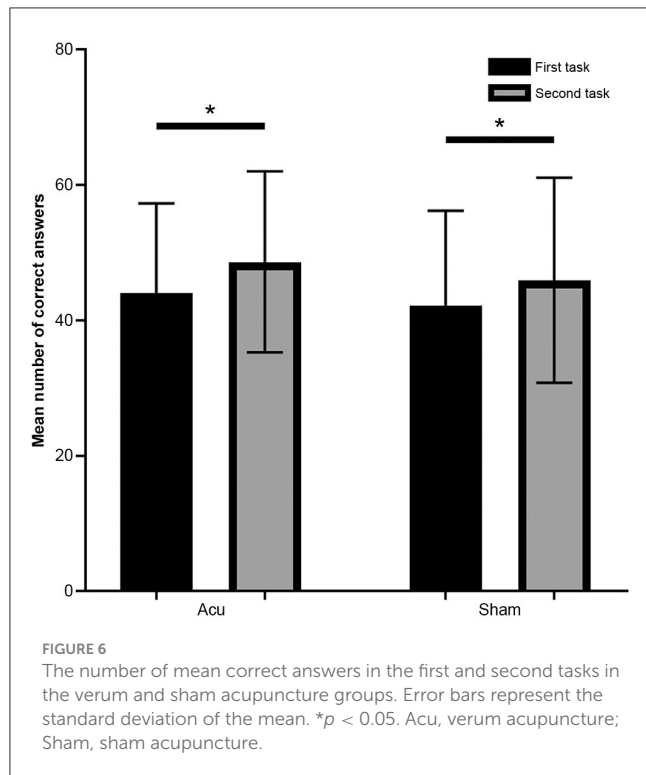 80
First task
Second task
*
*
60
Mean number of correct answers
40
20
0
Acu
Sham
FIGURE 6
The number of mean correct answers in the first and second tasks in
the verum and sham acupuncture groups. Error bars represent the
standard deviation of the mean. *p < 0.05. Acu, verum acupuncture;
Sham, sham acupuncture.